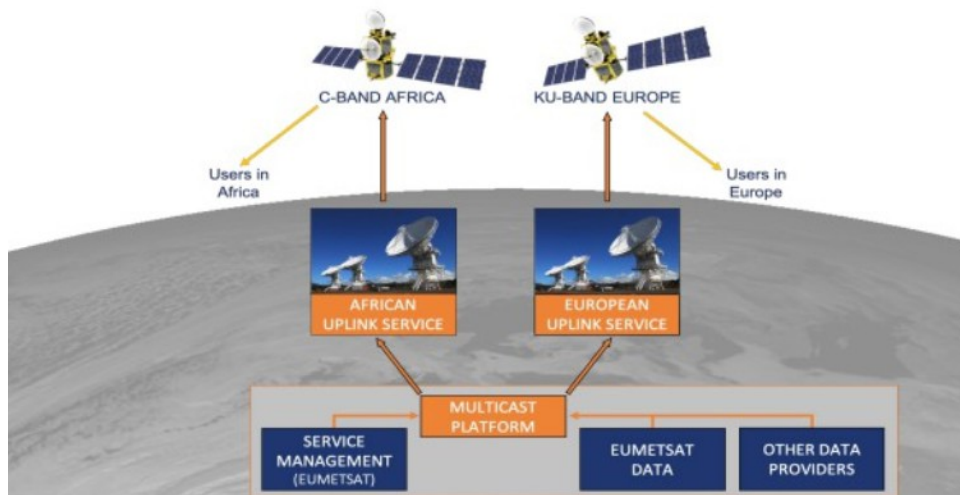 C-BAND AFRICA
KU-BAND EUROPE
Users in
Africa
Users in
Europe
AFRICAN
UPLINK SERVICE
EUROPEAN
UPLINK SERVICE
MULTICAST
PLATFORM
SERVICE
MANAGEMENT
(EUMETSAT)
EUMETSAT
DATA
OTHER DATA
PROVIDERS